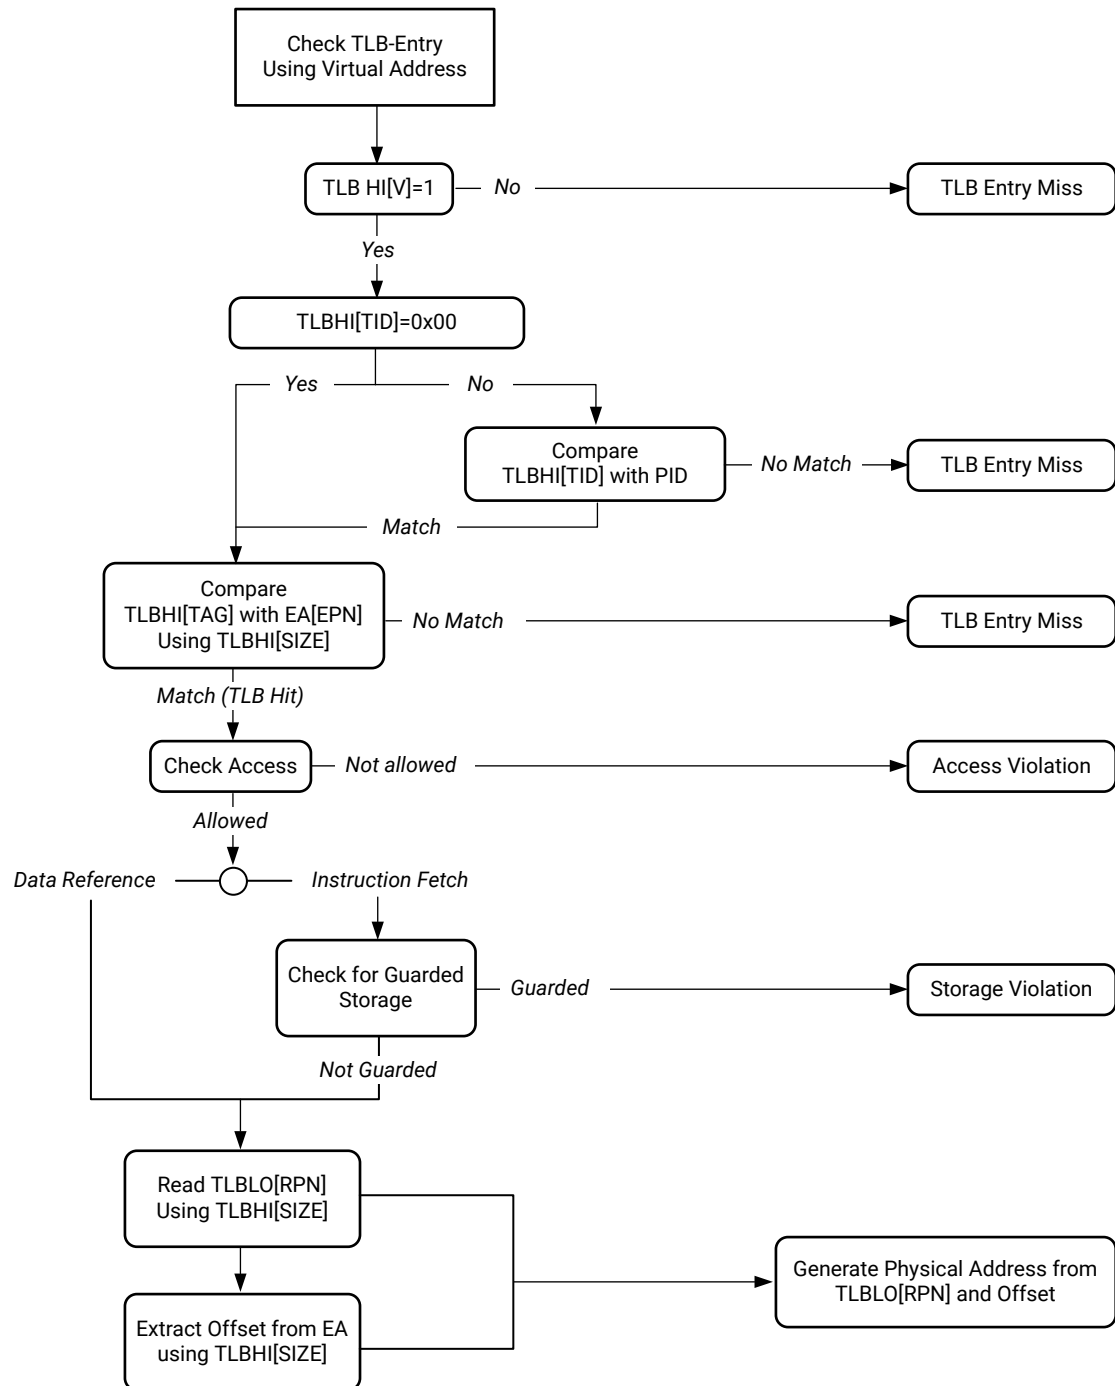 Check TLB-Entry
Using Virtual Address
TLB HI[V]=1
No
TLB Entry Miss
Yes
TLBHI[TID]=0x00
Yes
No
Compare
TLBHI[TID] with PID
No Match
TLB Entry Miss
Match
Compare
TLBHI[TAG] with EA[EPN]
Using TLBHI[SIZE]
No Match
TLB Entry Miss
Match (TLB Hit)
Check Access
Not allowed
Access Violation
Allowed
Data Reference
Instruction Fetch
Check for Guarded
Storage
Guarded
Storage Violation
Not Guarded
Read TLBLO[RPN]
Using TLBHI[SIZE]
Generate Physical Address from
TLBLO[RPN] and Offset
Extract Offset from EA
using TLBHI[SIZE]